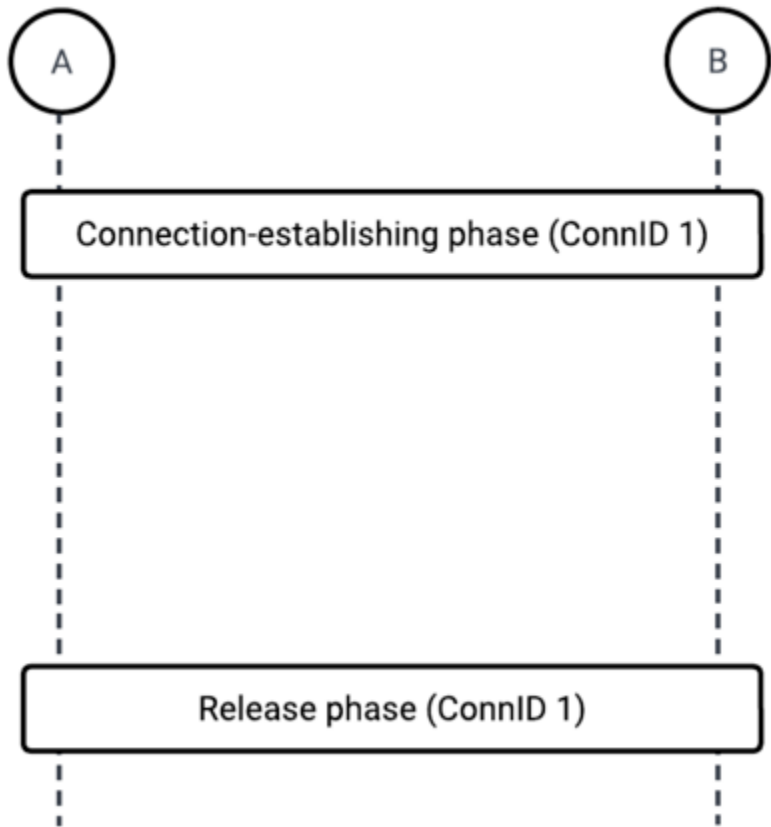 A
B
Connection-establishing phase (ConnID 1)
Release phase (ConnID 1)